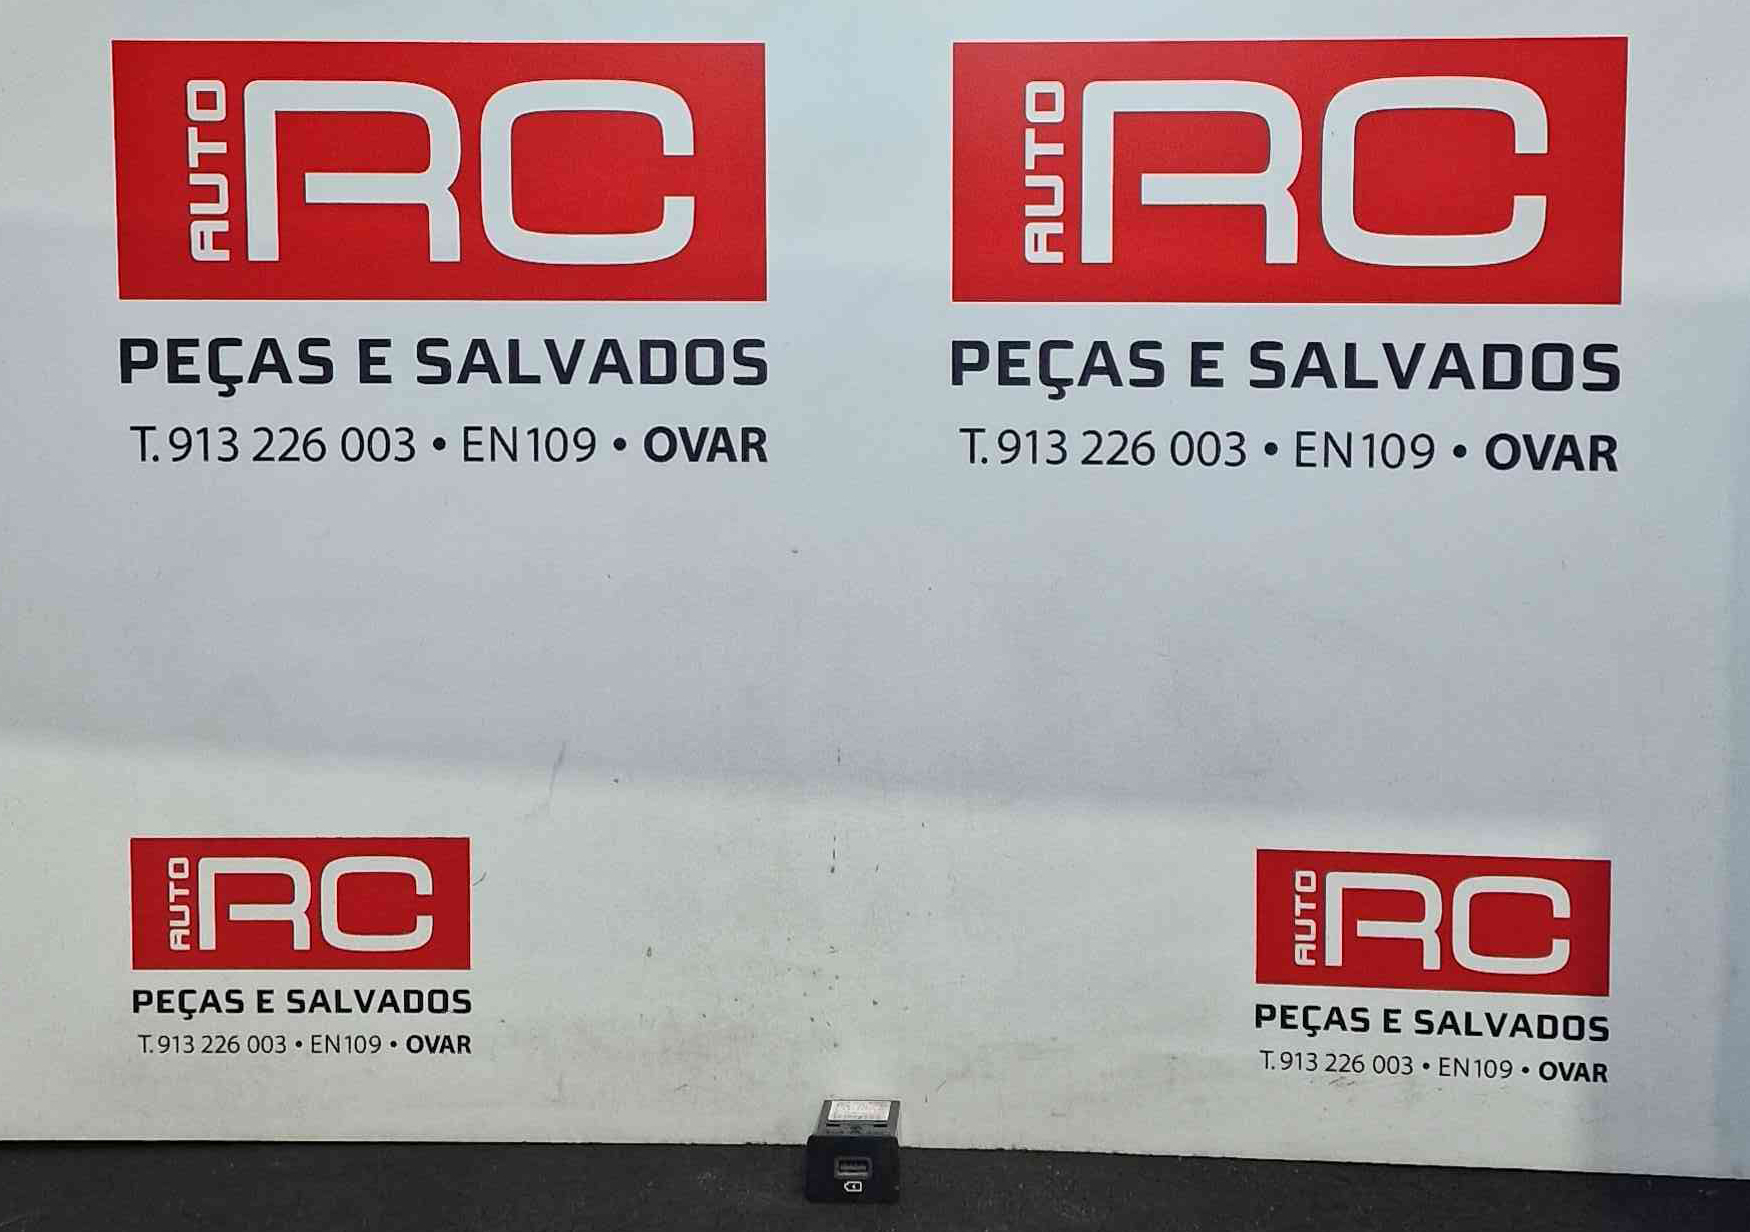 AUTO RC
PEÇAS E SALVADOS
T. 913 226 003 • EN109 • OVAR
AUTO RC
PEÇAS E SALVADOS
T. 913 226 003 • EN109 • OVAR
AUTO RC
PEÇAS E SALVADOS
T. 913 226 003 • EN109 • OVAR
AUTO RC
PEÇAS E SALVADOS
T. 913 226 003 • EN109 • OVAR